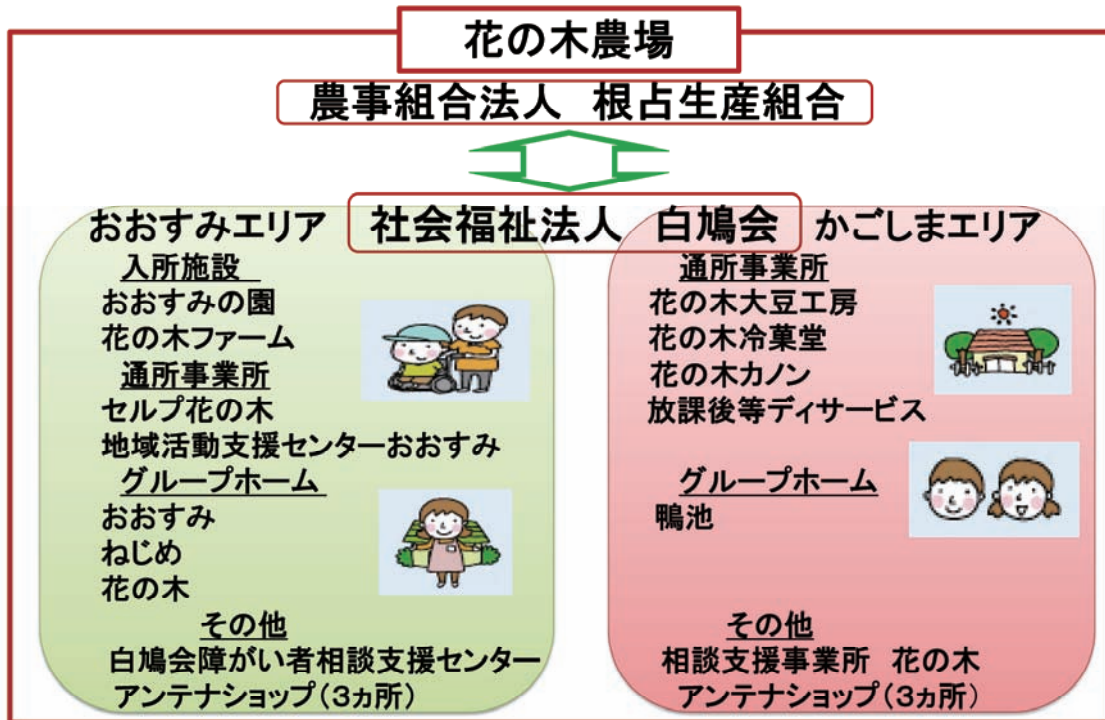 花の木農場
農事組合法人 根占生産組合
社会福祉法人 白鳩会
おおすみエリア
入所施設
おおすみの園
花の木ファーム
通所事業所
セルプ花の木
地域活動支援センターおおすみ
グループホーム
おおすみ
ねじめ
花の木
その他
白鳩会障がい者相談支援センター
アンテナショップ(3ヵ所)
かごしまエリア
通所事業所
花の木大豆工房
花の木冷菓堂
花の木カノン
放課後等ディサービス
グループホーム
鴨池
その他
相談支援事業所 花の木
アンテナショップ(3ヵ所)